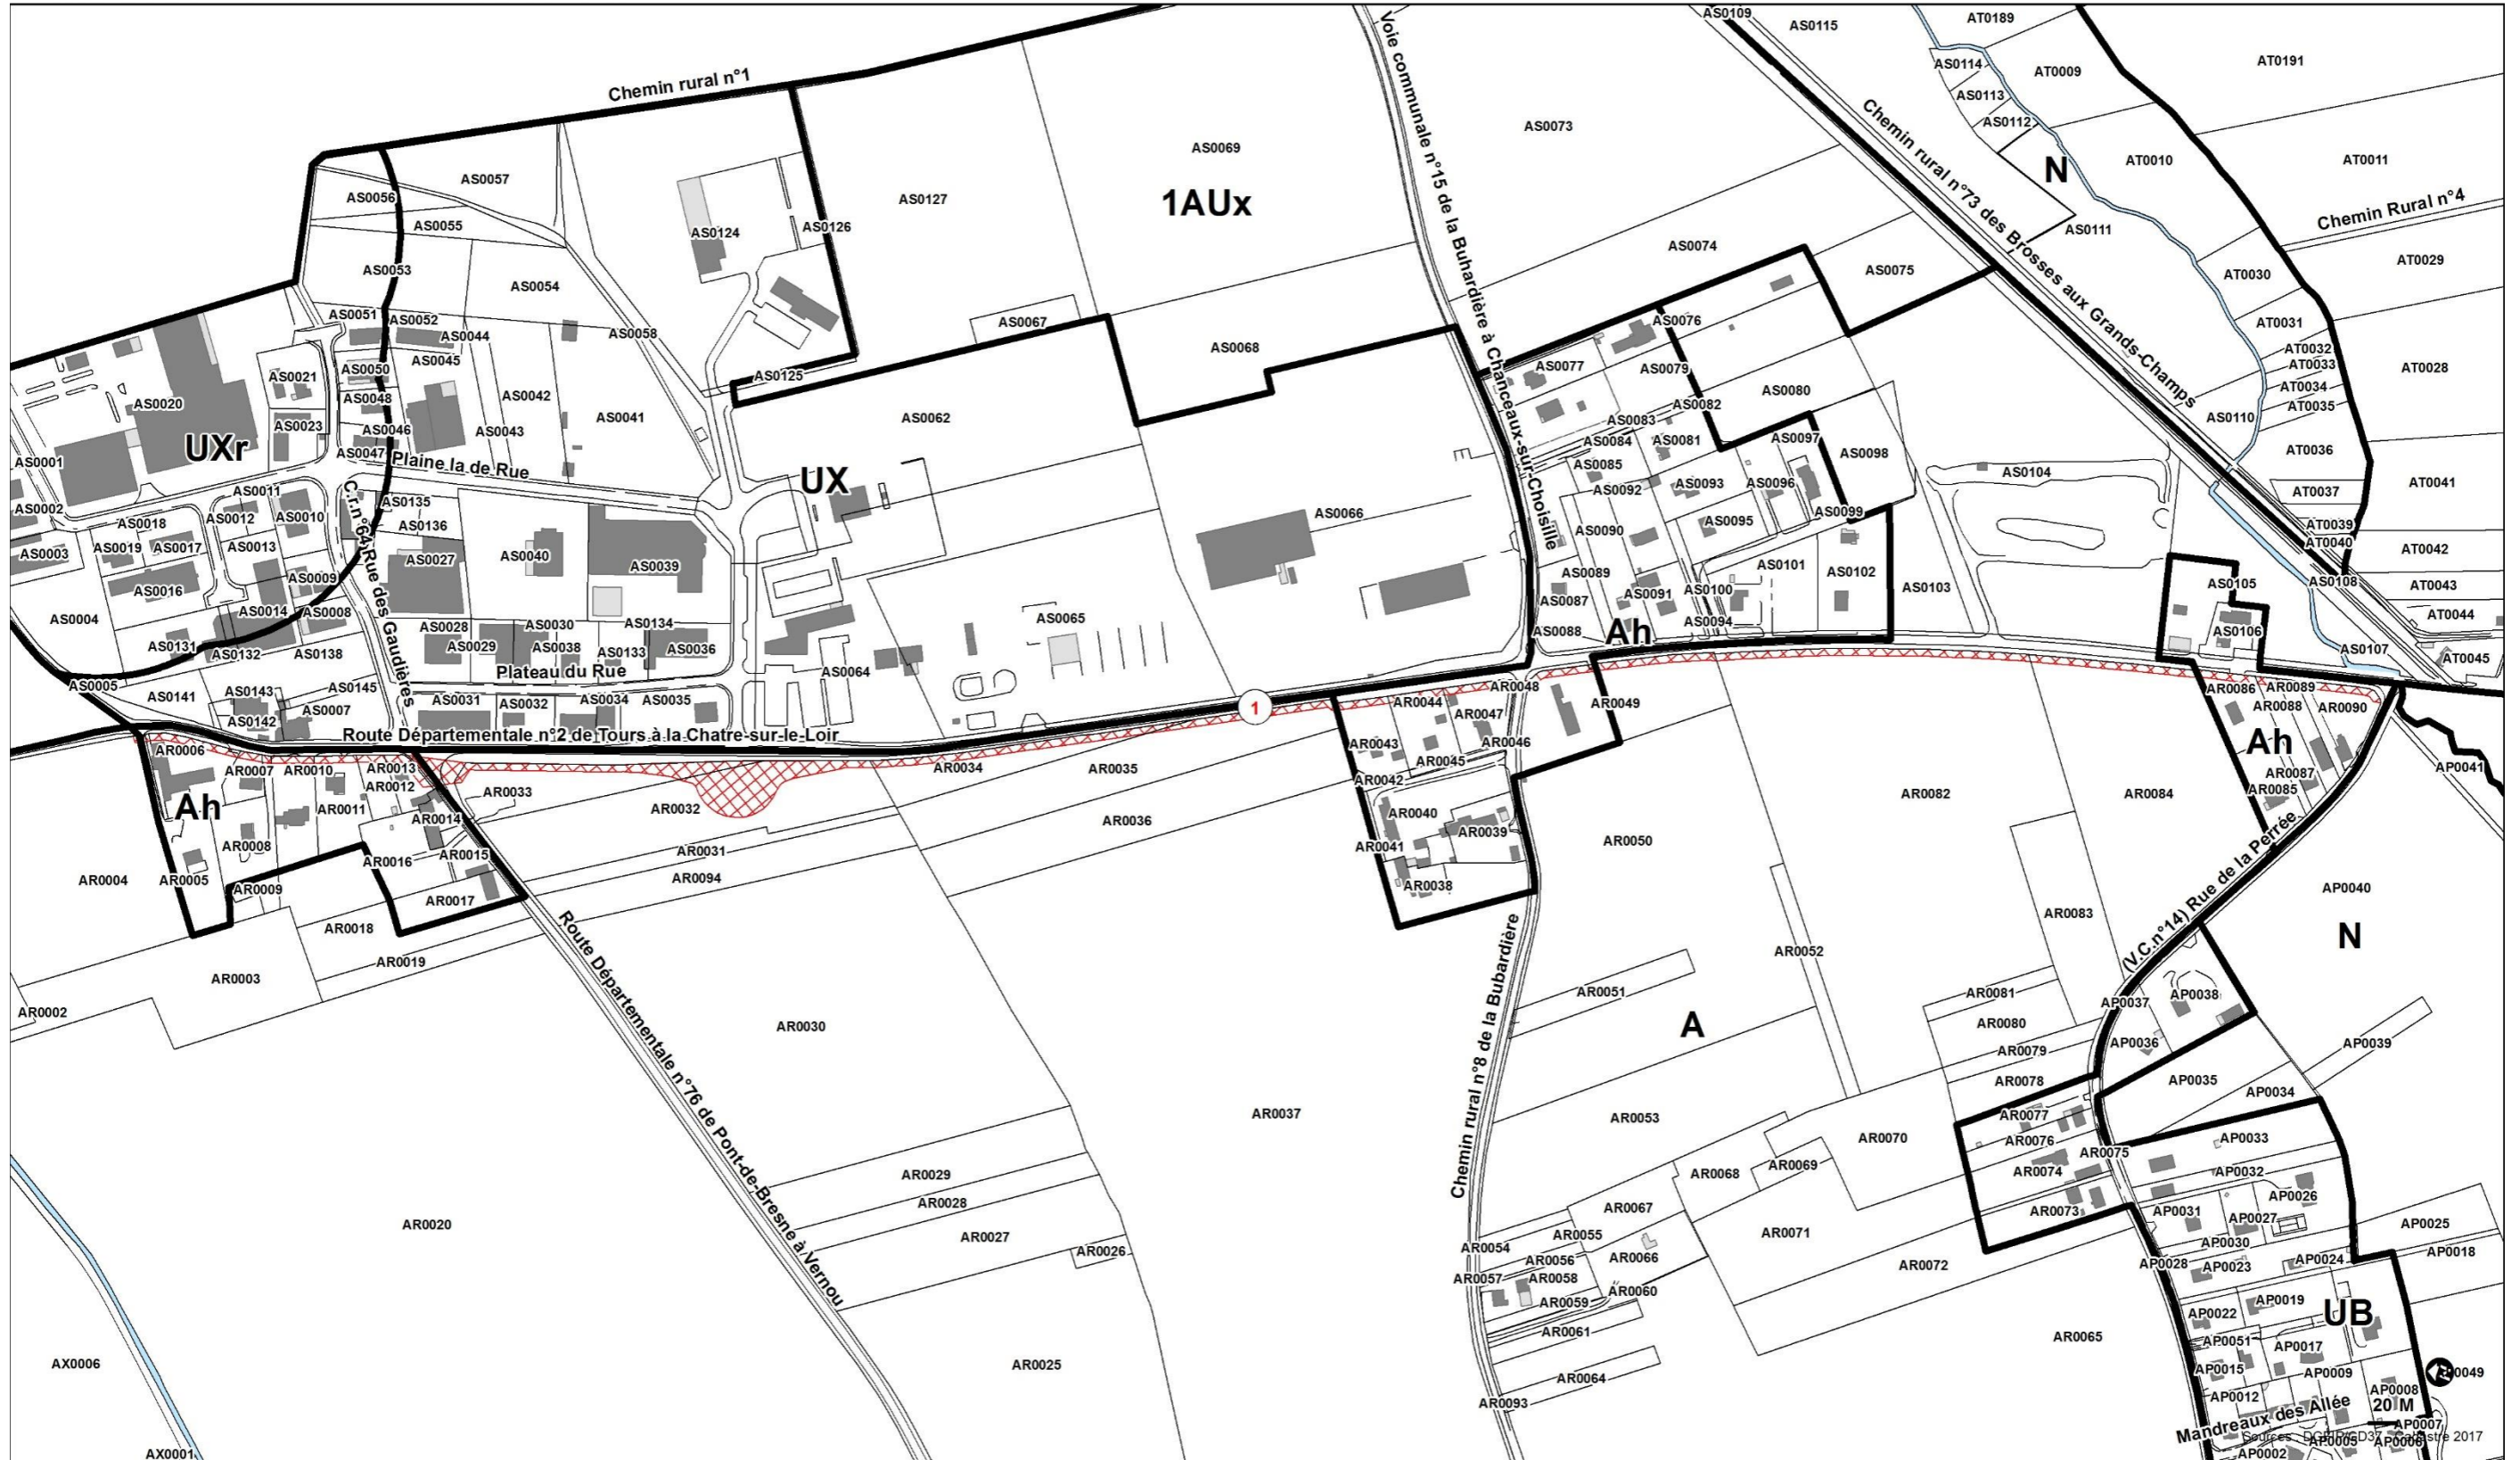 AS0109
AS0115
AT0189
AT0191
AS0114
AT0009
AS0113
AS0112
AT0010
AT0011
Chemin rural n°1
AS0069
AS0073
N
AS0057
AS0056
AS0055
AS0124
AS0126
AS0127
1AUx
Voie communale n°15 de la Buhardière à Chanceaux-sur-Choisille
Chemin rural n°73 des Brosses aux Grands-Champs
Chemin Rural n°4
AS0111
AS0053
AS0054
AS0074
AS0075
AT0030
AT0029
AS0051
AS0052
AS0044
AS0058
AS0067
AS0068
AS0076
AT0031
AT0032
AT0033
AT0028
AS0021
AS0050
AS0045
AS0125
AS0077
AS0079
AT0034
AT0035
AS0020
AS0048
AS0042
AS0041
AS0062
AS0080
AS0082
AS0083
AS0110
AS0023
AS0046
AS0043
AS0084
AS0081
AS0097
AS0098
AT0036
UXr
AS0001
AS0047
Plaine la de Rue
UX
AS0085
AS0104
AS0002
AS0011
C.r.n°64 Rue des Gaudières
AS0135
AS0092
AS0093
AS0096
AT0037
AT0041
AS0018
AS0012
AS0010
AS0136
AS0066
AS0090
AS0095
AS0099
AT0039
AT0040
AS0003
AS0019
AS0017
AS0013
AS0027
AS0040
AS0039
AS0089
AS0101
AS0102
AT0042
AS0016
AS0009
AS0087
AS0091
AS0100
AS0103
AS0105
AS0108
AT0043
AS0004
AS0014
AS0008
AS0065
AS0094
AT0044
AS0131
AS0132
AS0138
AS0028
AS0029
AS0030
AS0038
AS0134
AS0133
AS0036
AS0088
Ah
AS0106
AS0107
AT0045
AS0005
AS0141
AS0143
AS0145
Plateau du Rue
AS0064
AS0142
AS0007
AS0031
AS0032
AS0034
AS0035
1
AR0048
AR0044
AR0047
AR0049
AR0086
AR0089
AR0088
AR0090
Route Départementale n°2 de Tours à la Chatre-sur-le-Loir
AR0006
AR0007
AR0010
AR0013
AR0012
AR0034
AR0035
AR0043
AR0046
AR0045
AR0042
Ah
AP0041
Ah
AR0011
AR0033
AR0032
AR0014
AR0036
AR0040
AR0039
AR0082
AR0084
AR0087
AR0085
AR0008
AR0016
AR0015
AR0031
AR0041
AR0050
AR0004
AR0005
AR0009
AR0017
AR0094
AR0038
AP0040
AR0018
AR0083
N
(V.C.n°14) Rue de la Perrée
AR0003
AR0019
Route Départementale n°76 de Pont-de-Bresne à Vernou
AR0052
AR0051
AR0081
AP0037
AP0038
AR0002
AR0030
Chemin rural n°8 de la Bubardière
A
AR0080
AR0079
AP0036
AP0039
AR0078
AP0035
AP0034
AR0037
AR0053
AR0077
AR0070
AR0076
AP0033
AR0075
AR0029
AR0068
AR0069
AR0074
AP0032
AR0028
AR0067
AP0026
AR0020
AR0073
AP0031
AP0027
AP0025
AR0027
AR0026
AR0054
AR0055
AR0071
AP0030
AP0018
AR0057
AR0056
AR0066
AR0058
AR0072
AP0028
AP0023
AP0024
AR0059
AR0060
AP0019
UB
AP0022
AR0061
AR0065
AP0051
AP0017
AX0006
AR0025
AR0064
AP0015
AP0009
AR0093
AP0012
AP0008
20 M
Mandreaux des Allée
AP0007
AX0001
AP0002
AP0005
AP0006